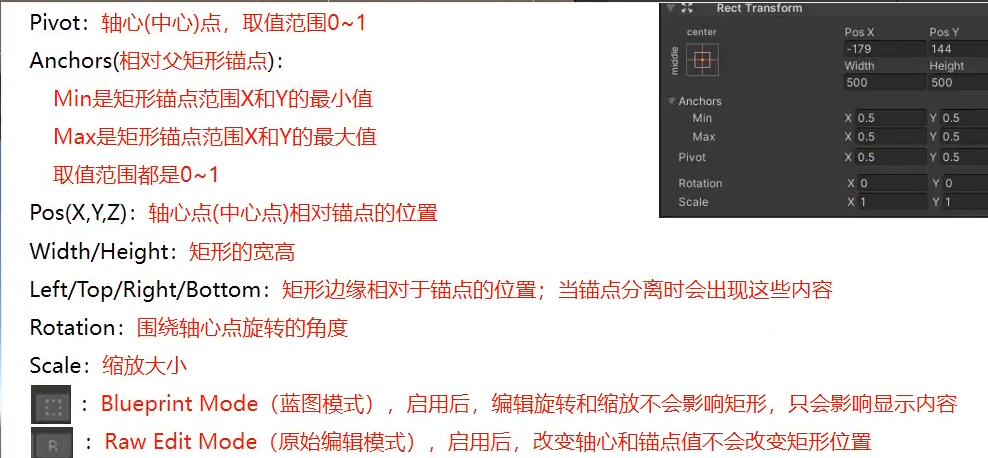 Pivot：轴心(中心)点，取值范围0~1
Anchors(相对父矩形锚点)：
Min是矩形锚点范围X和Y的最小值
Max是矩形锚点范围X和Y的最大值
取值范围都是0~1
Pos(X,Y,Z)：轴心点(中心点)相对锚点的位置
Width/Height：矩形的宽高
Left/Top/Right/Bottom：矩形边缘相对于锚点的位置；当锚点分离时会出现这些内容
Rotation：围绕轴心点旋转的角度
Scale：缩放大小
：Blueprint Mode（蓝图模式），启用后，编辑旋转和缩放不会影响矩形，只会影响显示内容
R ：Raw Edit Mode（原始编辑模式），启用后，改变轴心和锚点值不会改变矩形位置
Rect Transform
center
middle
Pos X Pos Y
-179 144
Width Height
500 500
Anchors
Min X 0.5 Y 0.5
Max X 0.5 Y 0.5
Pivot X 0.5 Y 0.5
Rotation X 0 Y 0
Scale X 1 Y 1